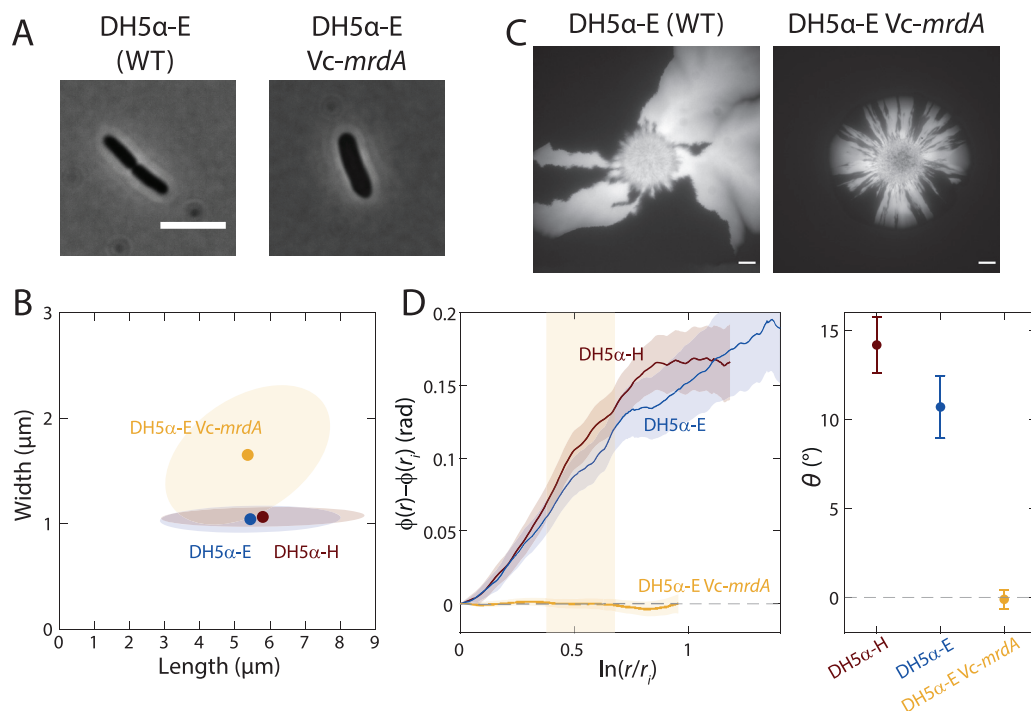 A
DH5α-E
(WT)
DH5α-E
Vc-mrdA
C
DH5α-E (WT)
DH5α-E Vc-mrdA
B
3
2
1
0
Width (μm)
DH5α-E Vc-mrdA
DH5α-E
DH5α-H
0 1 2 3 4 5 6 7 8 9
Length (μm)
D
0.2
0.15
0.1
0.05
0
ϕ(r)−ϕ(rᵢ) (rad)
DH5α-H
DH5α-E
DH5α-E Vc-mrdA
0 0.5 1
ln(r/rᵢ)
15
10
5
0
θ (°)
DH5α-H
DH5α-E
DH5α-E Vc-mrdA